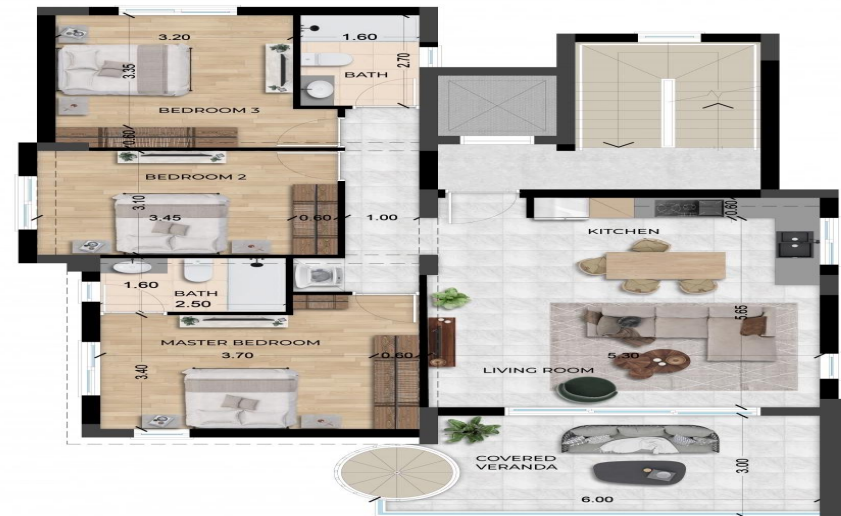 3.20
1.60
3.35
2.70
BATH
BEDROOM 3
0.60
BEDROOM 2
3.10
3.45
0.60
1.00
0.60
KITCHEN
1.60
BATH
2.50
5.65
MASTER BEDROOM
3.70
0.60
5.30
3.40
LIVING ROOM
COVERED
VERANDA
3.00
6.00